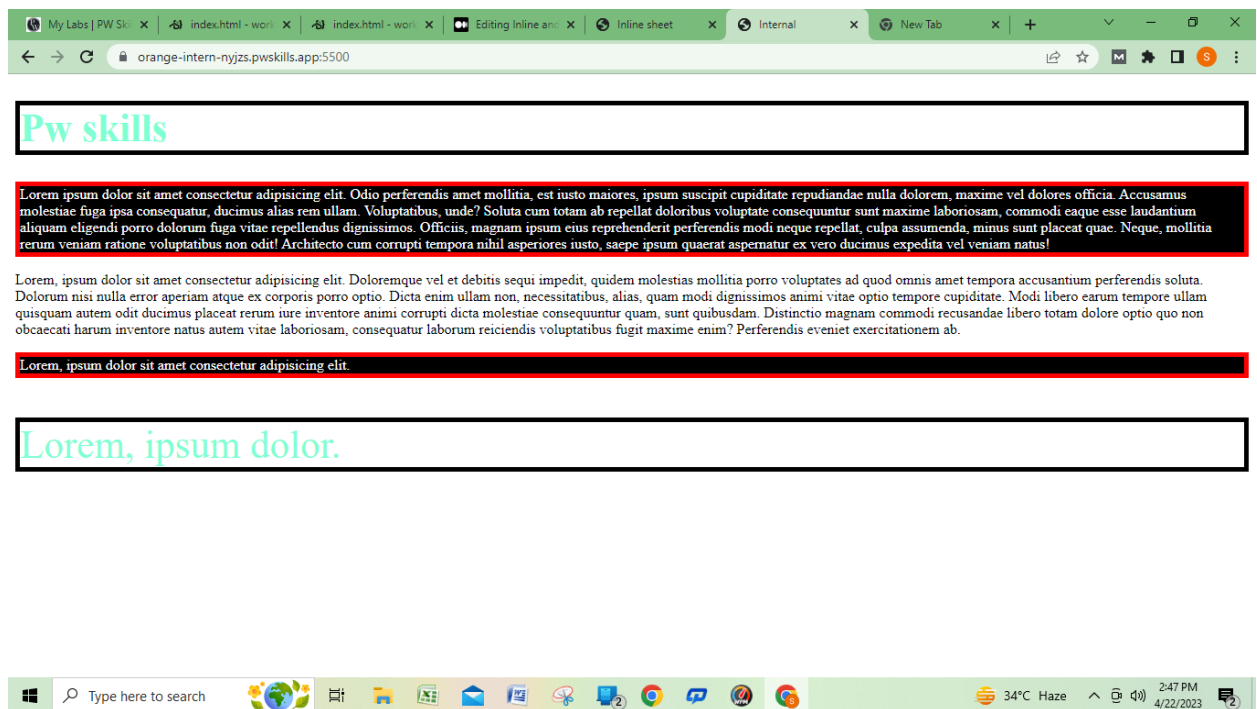 My Labs | PW Ski
index.html - work
index.html - work
Editing Inline and
Inline sheet
Internal
New Tab
orange-intern-nyjzs.pwskills.app:5500
M
S
Pw skills
Lorem ipsum dolor sit amet consectetur adipisicing elit. Odio perferendis amet mollitia, est iusto maiores, ipsum suscipit cupiditate repudiandae nulla dolorem, maxime vel dolores officia. Accusamus
molestiae fuga ipsa consequatur, ducimus alias rem ullam. Voluptatibus, unde? Soluta cum totam ab repellat doloribus voluptate consequuntur sunt maxime laboriosam, commodi eaque esse laudantium
aliquam eligendi porro dolorum fuga vitae repellendus dignissimos. Officiis, magnam ipsum eius reprehenderit perferendis modi neque repellat, culpa assumenda, minus sunt placeat quae. Neque, mollitia
rerum veniam ratione voluptatibus non odit! Architecto cum corrupti tempora nihil asperiores iusto, saepe ipsum quaerat aspernatur ex vero ducimus expedita vel veniam natus!
Lorem, ipsum dolor sit amet consectetur adipisicing elit. Doloremque vel et debitis sequi impedit, quidem molestias mollitia porro voluptates ad quod omnis amet tempora accusantium perferendis soluta.
Dolorum nisi nulla error aperiam atque ex corporis porro optio. Dicta enim ullam non, necessitatibus, alias, quam modi dignissimos animi vitae optio tempore cupiditate. Modi libero earum tempore ullam
quisquam autem odit ducimus placeat rerum iure inventore animi corrupti dicta molestiae consequuntur quam, sunt quibusdam. Distinctio magnam commodi recusandae libero totam dolore optio quo non
obcaecati harum inventore natus autem vitae laboriosam, consequatur laborum reiciendis voluptatibus fugit maxime enim? Perferendis eveniet exercitationem ab.
Lorem, ipsum dolor sit amet consectetur adipisicing elit.
Lorem, ipsum dolor.
Type here to search
2
S
34°C Haze
2:47 PM
4/22/2023
2